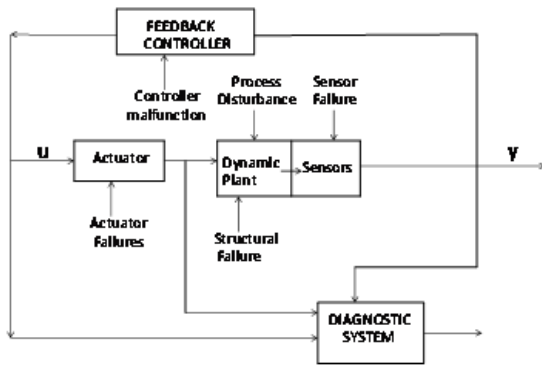 FEEDBACK
CONTROLLER
Controller
malfunction
Process
Disturbance
Sensor
Failure
u
Actuator
Dynamic
Plant
Sensors
y
Actuator
Failures
Structural
Failure
DIAGNOSTIC
SYSTEM